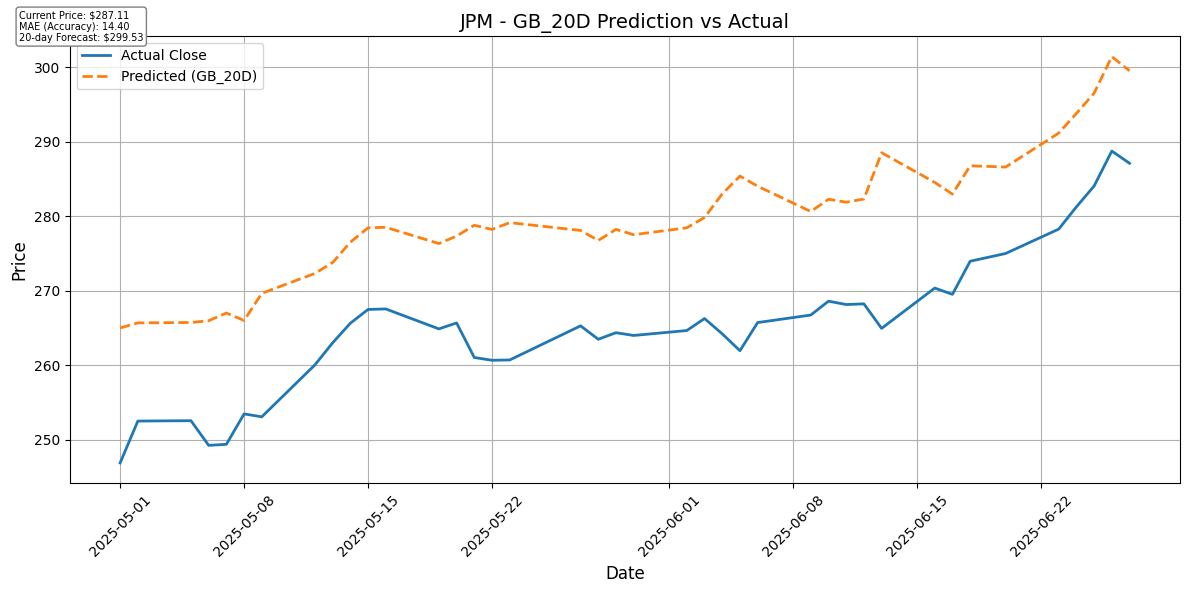 JPM - GB_20D Prediction vs Actual
Current Price: $287.11
MAE (Accuracy): 14.40
20-day Forecast: $299.53
Actual Close
Predicted (GB_20D)
Price
300
290
280
270
260
250
2025-05-01
2025-05-08
2025-05-15
2025-05-22
2025-06-01
2025-06-08
2025-06-15
2025-06-22
Date